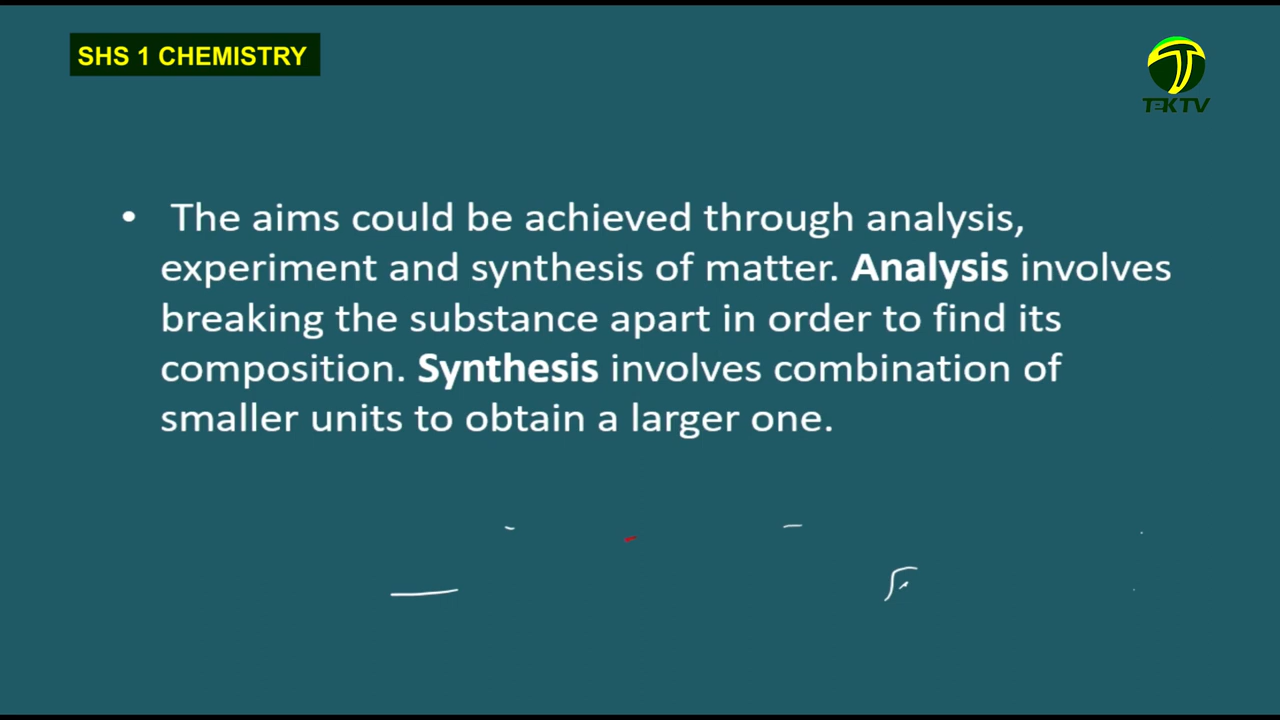 SHS 1 CHEMISTRY
TEKTV
• The aims could be achieved through analysis,
experiment and synthesis of matter. Analysis involves
breaking the substance apart in order to find its
composition. Synthesis involves combination of
smaller units to obtain a larger one.